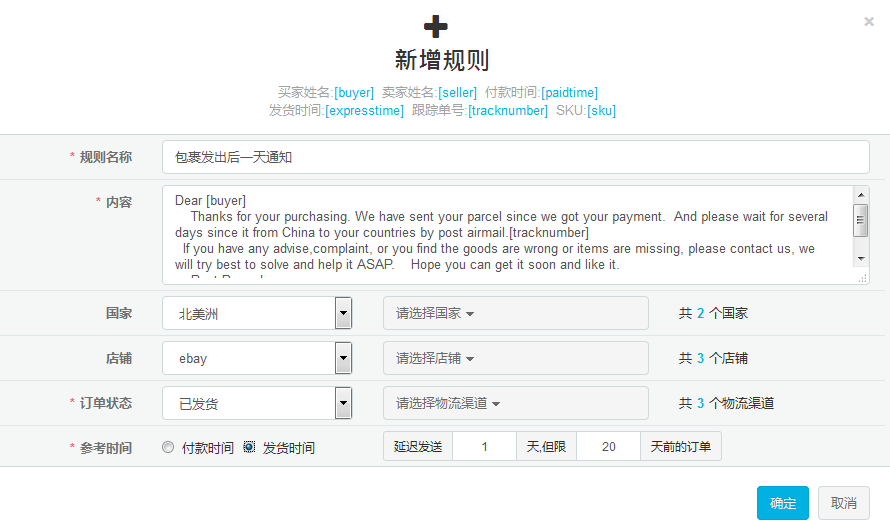 ×
新增规则
买家姓名:[buyer] 卖家姓名:[seller] 付款时间:[paidtime]
发货时间:[expresstime] 跟踪单号:[tracknumber] SKU:[sku]
* 规则名称 包裹发出后一天通知
* 内容
Dear [buyer]
Thanks for your purchasing. We have sent your parcel since we got your payment. And please wait for several
days since it from China to your countries by post airmail.[tracknumber]
If you have any advise,complaint, or you find the goods are wrong or items are missing, please contact us, we
will try best to solve and help it ASAP. Hope you can get it soon and like it.
国家 北美洲 请选择国家 共 2 个国家
店铺 ebay 请选择店铺 共 3 个店铺
* 订单状态 已发货 请选择物流渠道 共 3 个物流渠道
* 参考时间 付款时间 发货时间 延迟发送 1 天,但限 20 天前的订单
确定 取消